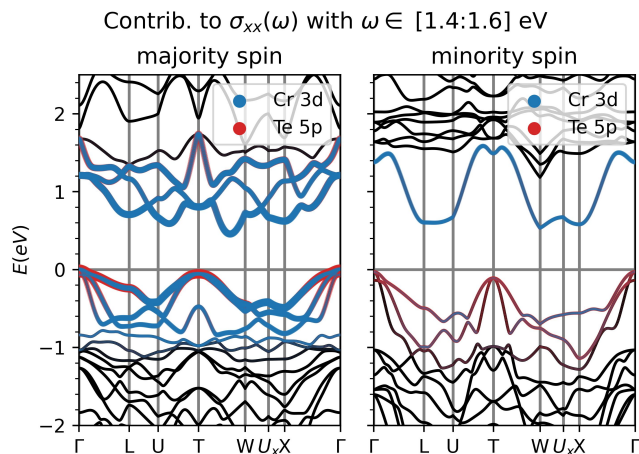 Contrib. to σxx(ω) with ω∈ [1.4:1.6] eV
majority spin
minority spin
Cr 3d
Te 5p
Cr 3d
Te 5p
E(eV)
2
1
0
−1
−2
Γ L U T W Ux X Γ
Γ L U T W Ux X Γ